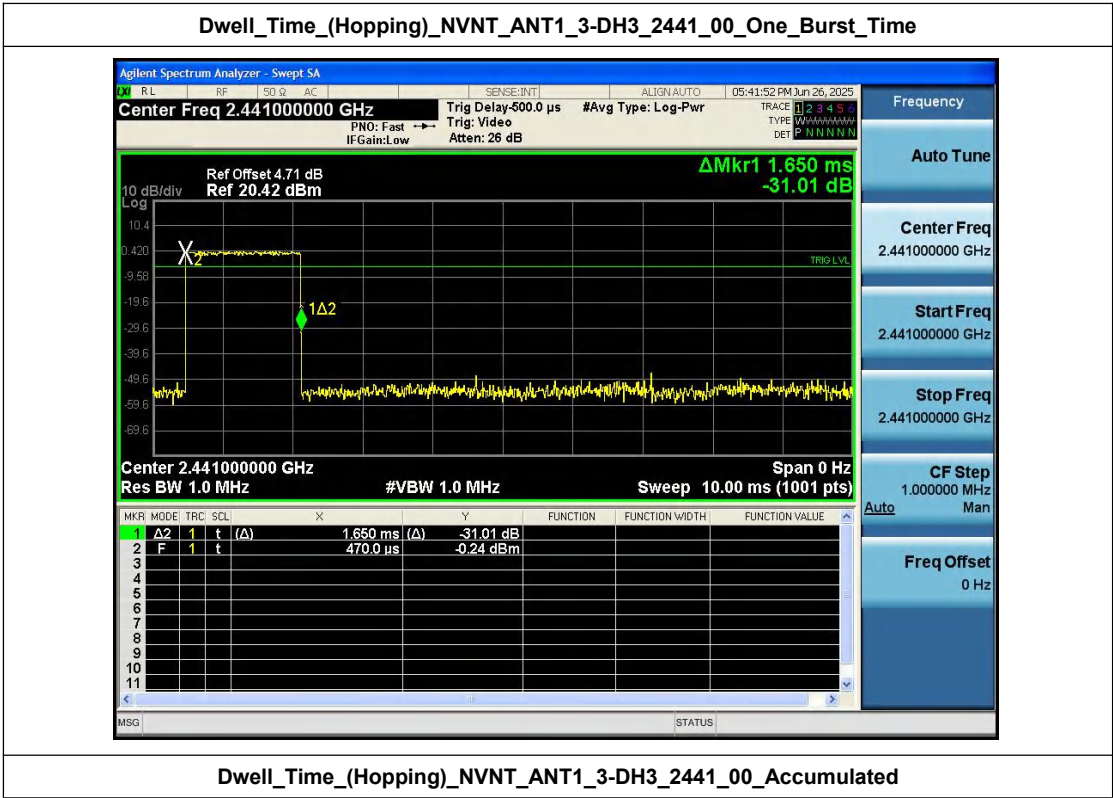 Dwell_Time_(Hopping)_NVNT_ANT1_3-DH3_2441_00_One_Burst_Time
Agilent Spectrum Analyzer - Swept SA
LXI RL RF 50 Ω AC SENSE:INT ALIGN AUTO 05:41:52 PM Jun 26, 2025
Center Freq 2.441000000 GHz
PNO: Fast
IFGain:Low
Trig Delay-500.0 µs
Trig: Video
Atten: 26 dB
#Avg Type: Log-Pwr
TRACE 1 2 3 4 5 6
TYPE WWWWWW
DET P N N N N N
ΔMkr1 1.650 ms
-31.01 dB
Ref Offset 4.71 dB
10 dB/div Ref 20.42 dBm
Log
10.4
0.420
-9.58
-19.6
-29.6
-39.6
-49.6
-59.6
-69.6
2
TRIG LVL
1Δ2
Center 2.441000000 GHz Span 0 Hz
Res BW 1.0 MHz #VBW 1.0 MHz Sweep 10.00 ms (1001 pts)
MKR MODE TRC SCL X Y FUNCTION FUNCTION WIDTH FUNCTION VALUE
1 Δ2 1 t (Δ) 1.650 ms (Δ) -31.01 dB
2 F 1 t 470.0 µs -0.24 dBm
3
4
5
6
7
8
9
10
11
MSG STATUS
Frequency
Auto Tune
Center Freq
2.441000000 GHz
Start Freq
2.441000000 GHz
Stop Freq
2.441000000 GHz
CF Step
1.000000 MHz
Auto Man
Freq Offset
0 Hz
Dwell_Time_(Hopping)_NVNT_ANT1_3-DH3_2441_00_Accumulated